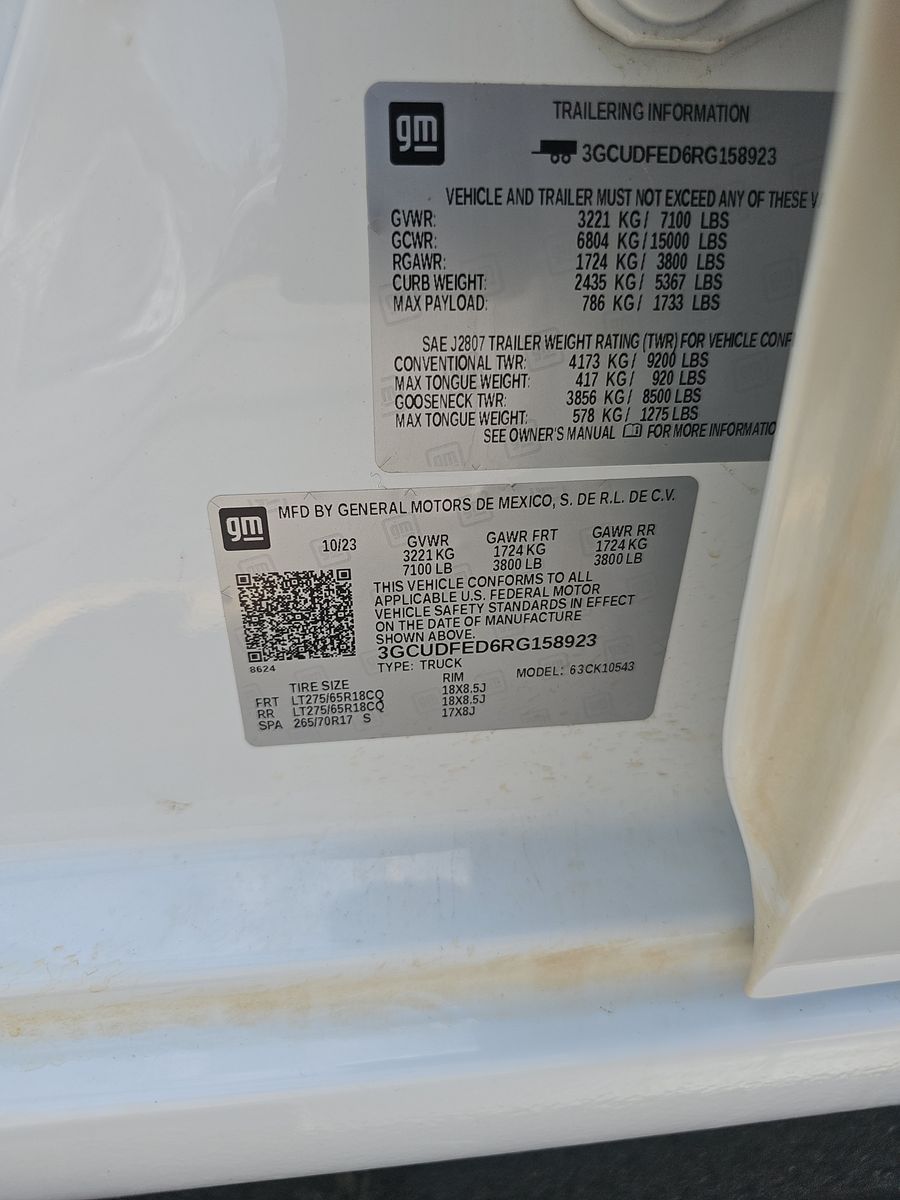 gm
TRAILERING INFORMATION
3GCUDFED6RG158923
VEHICLE AND TRAILER MUST NOT EXCEED ANY OF THESE
GVWR: 3221 KG/ 7100 LBS
GCWR: 6804 KG/15000 LBS
RGAWR: 1724 KG/ 3800 LBS
CURB WEIGHT: 2435 KG/ 5367 LBS
MAX PAYLOAD: 786 KG/ 1733 LBS
SAE J2807 TRAILER WEIGHT RATING (TWR) FOR VEHICLE CONF
CONVENTIONAL TWR: 4173 KG/ 9200 LBS
MAX TONGUE WEIGHT: 417 KG/ 920 LBS
GOOSENECK TWR: 3856 KG/ 8500 LBS
MAX TONGUE WEIGHT: 578 KG/ 1275 LBS
SEE OWNER'S MANUAL FOR MORE INFORMATIO
gm
MFD BY GENERAL MOTORS DE MEXICO, S. DE R.L. DE C.V.
10/23 GVWR GAWR FRT GAWR RR
3221 KG 1724 KG 1724 KG
7100 LB 3800 LB 3800 LB
THIS VEHICLE CONFORMS TO ALL
APPLICABLE U.S. FEDERAL MOTOR
VEHICLE SAFETY STANDARDS IN EFFECT
ON THE DATE OF MANUFACTURE
SHOWN ABOVE.
3GCUDFED6RG158923
8624
TYPE: TRUCK MODEL: 63CK10543
TIRE SIZE RIM
FRT LT275/65R18CQ 18X8.5J
RR LT275/65R18CQ 18X8.5J
SPA 265/70R17 S 17X8J